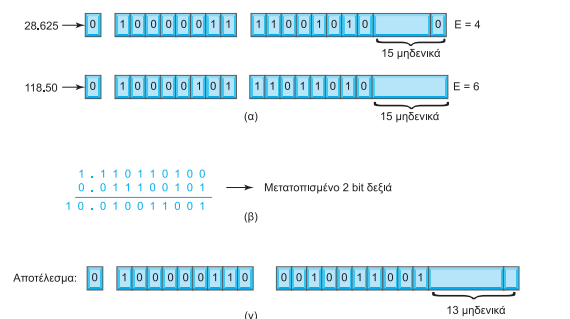 28.625 0 1 0 0 0 0 0 1 1 1 1 0 0 1 0 1 0 0 E = 4
15 μηδενικά
118.50 0 1 0 0 0 0 1 0 1 1 1 0 1 1 0 1 0 E = 6
(α) 15 μηδενικά
1 . 1 1 0 1 1 0 1 0 0
0 . 0 1 1 1 0 0 1 0 1 Μετατοπισμένο 2 bit δεξιά
1 0 . 0 1 0 0 1 1 0 0 1
(β)
Αποτέλεσμα: 0 1 0 0 0 0 0 1 1 0 0 0 1 0 0 1 1 0 0 1
13 μηδενικά
(γ)